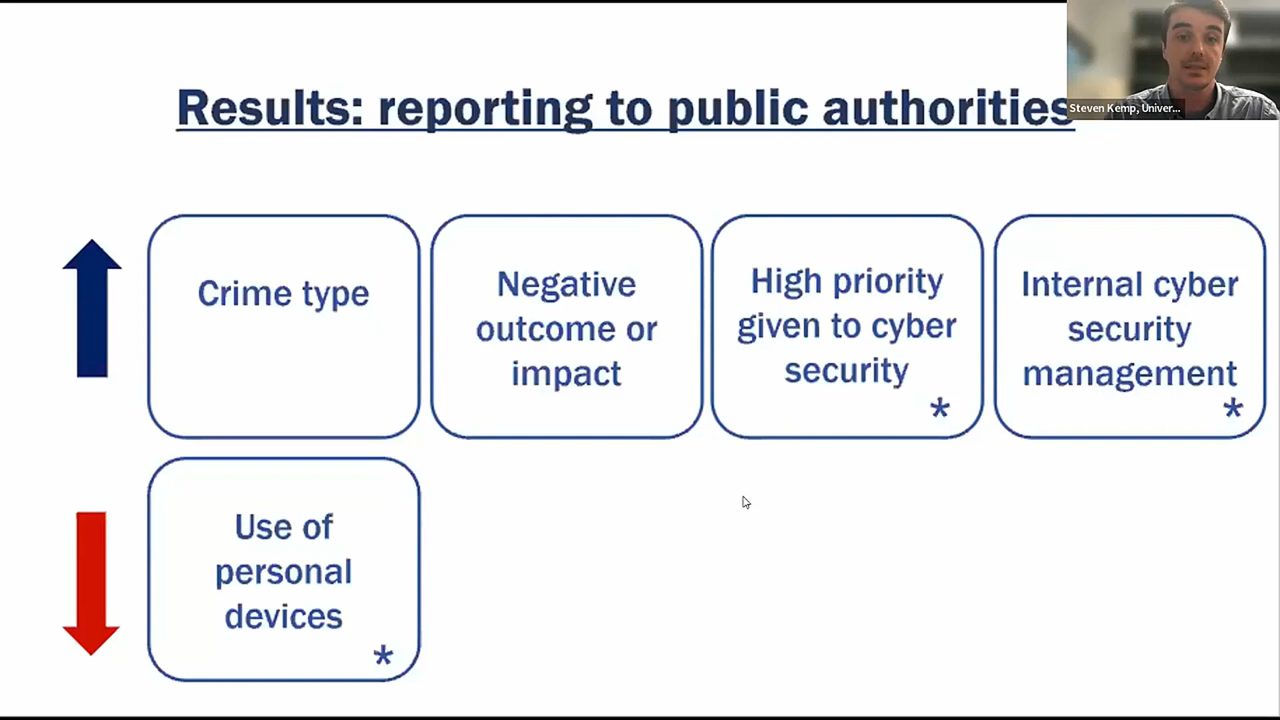 Results: reporting to public authorities
Steven Kemp, Univer...
Crime type
Negative
outcome or
impact
High priority
given to cyber
security
*
Internal cyber
security
management
*
Use of
personal
devices
*